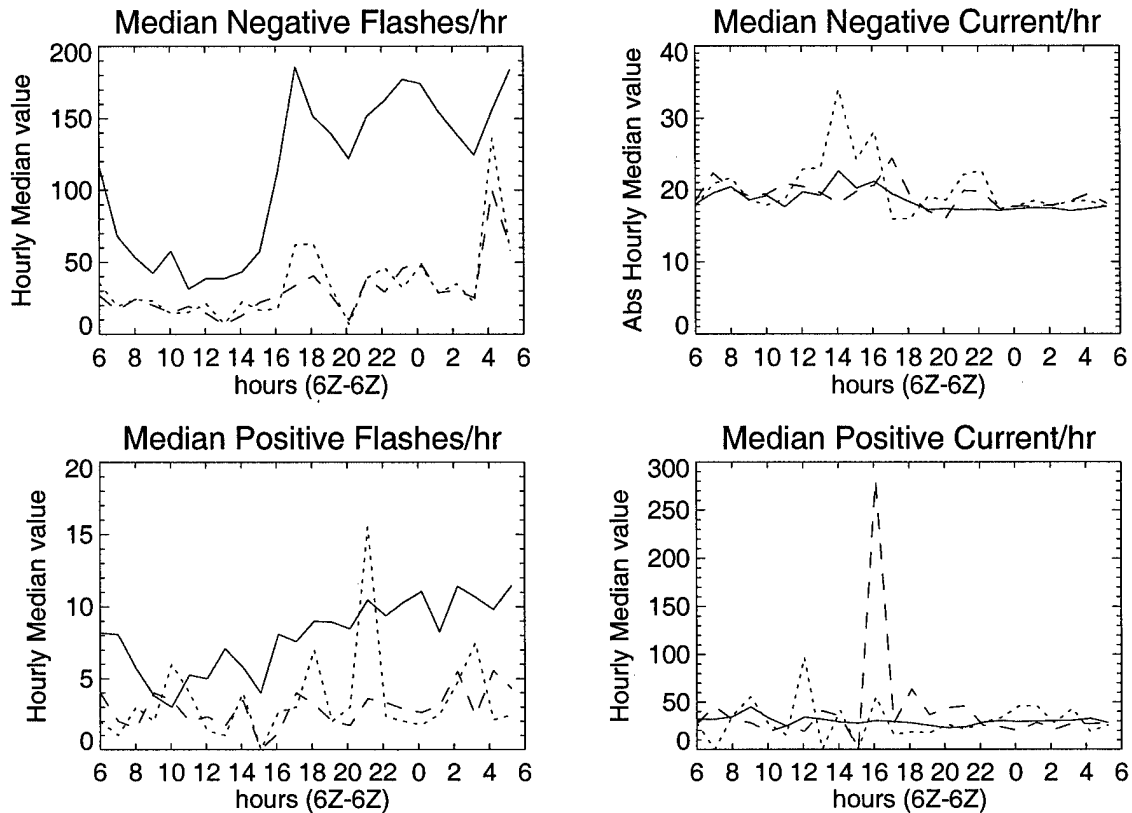 Median Negative Flashes/hr
Hourly Median value
200
150
100
50
0
6 8 10 12 14 16 18 20 22 0 2 4 6
hours (6Z-6Z)
Median Negative Current/hr
Abs Hourly Median value
40
30
20
10
0
6 8 10 12 14 16 18 20 22 0 2 4 6
hours (6Z-6Z)
Median Positive Flashes/hr
Hourly Median value
20
15
10
5
0
6 8 10 12 14 16 18 20 22 0 2 4 6
hours (6Z-6Z)
Median Positive Current/hr
Hourly Median value
300
250
200
150
100
50
0
6 8 10 12 14 16 18 20 22 0 2 4 6
hours (6Z-6Z)